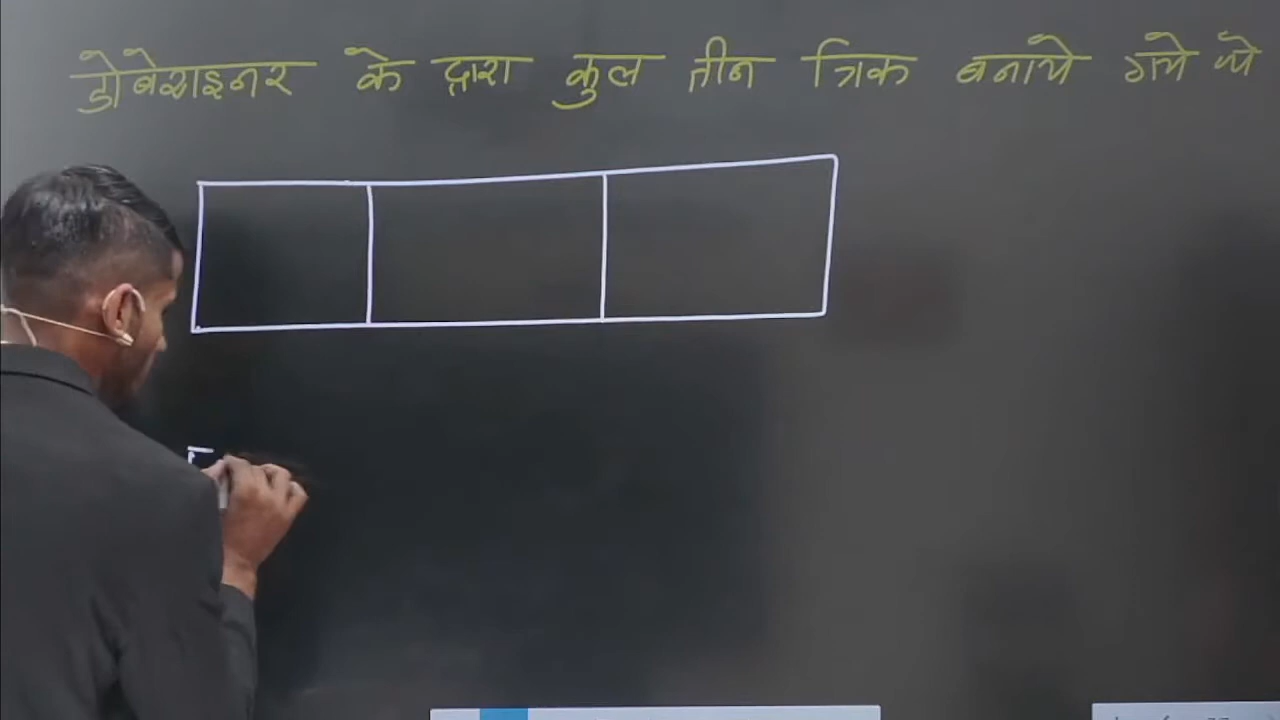 डोबेराइनर के द्वारा कुल तीन त्रिक बनाये गये थे